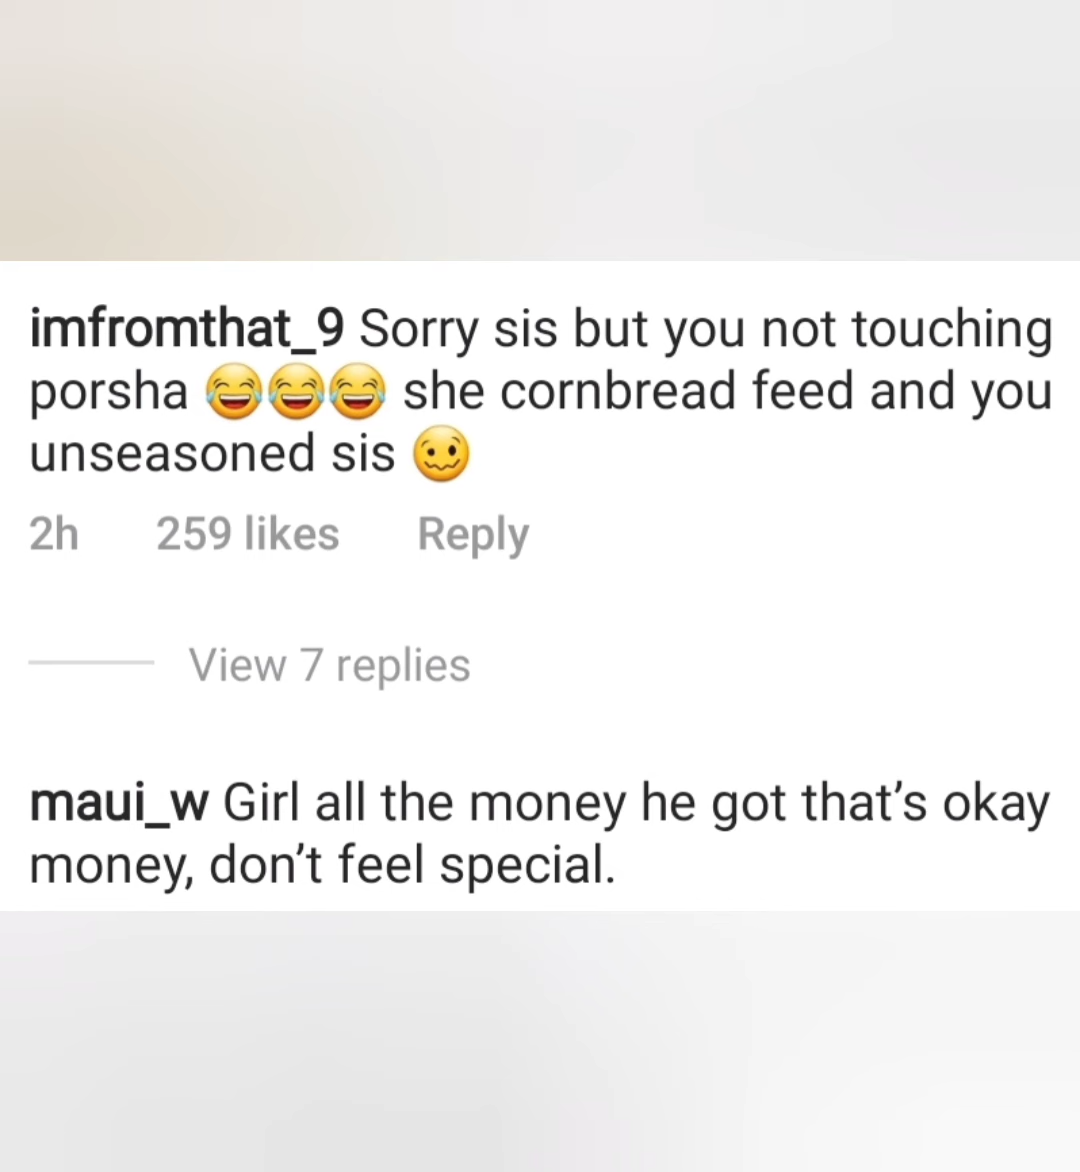 imfromthat_9 Sorry sis but you not touching
porsha 😂😂😂 she cornbread feed and you
unseasoned sis 🥴
2h 259 likes Reply
View 7 replies
maui_w Girl all the money he got that’s okay
money, don’t feel special.